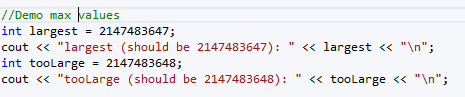 //Demo max values
int largest = 2147483647;
cout << "largest (should be 2147483647): " << largest << "\n";
int tooLarge = 2147483648;
cout << "tooLarge (should be 2147483648): " << tooLarge << "\n";